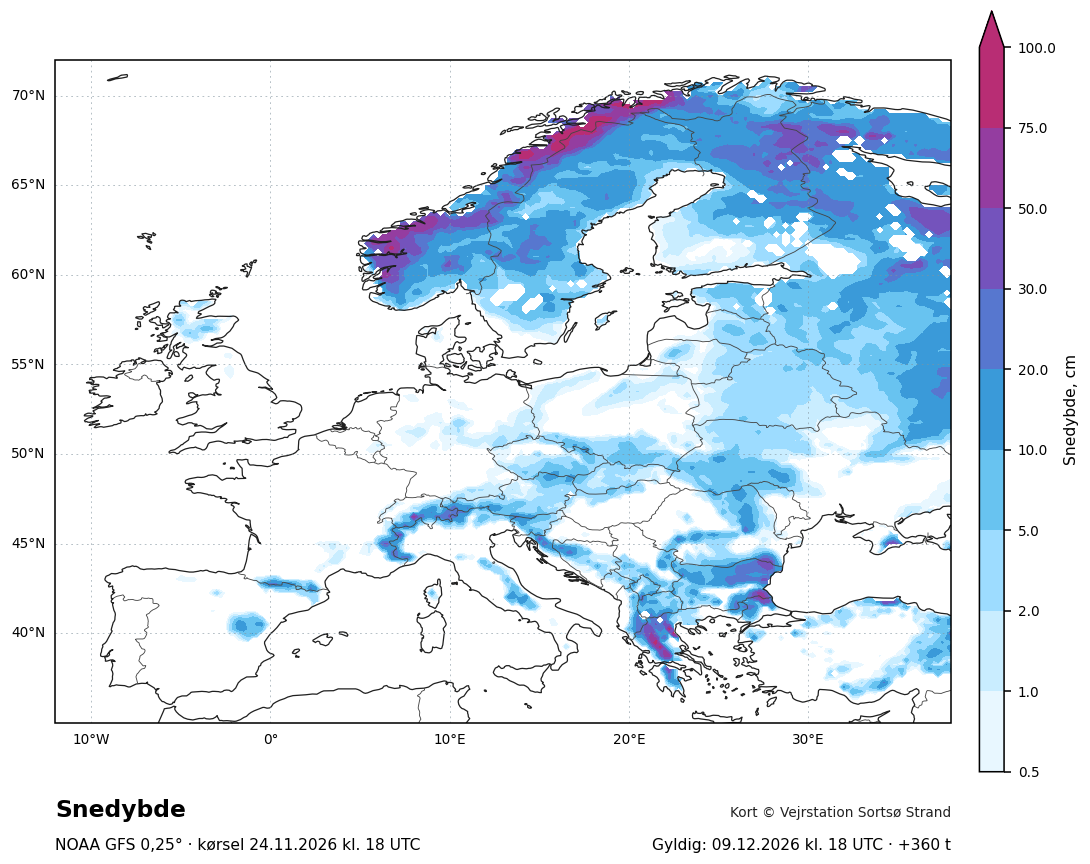 100.0
75.0
50.0
30.0
20.0
10.0
5.0
2.0
1.0
0.5
Snedybde, cm
70°N
65°N
60°N
55°N
50°N
45°N
40°N
10°W 0° 10°E 20°E 30°E
Snedybde
Kort © Vejrstation Sortsø Strand
NOAA GFS 0,25° · kørsel 24.11.2026 kl. 18 UTC
Gyldig: 09.12.2026 kl. 18 UTC · +360 t